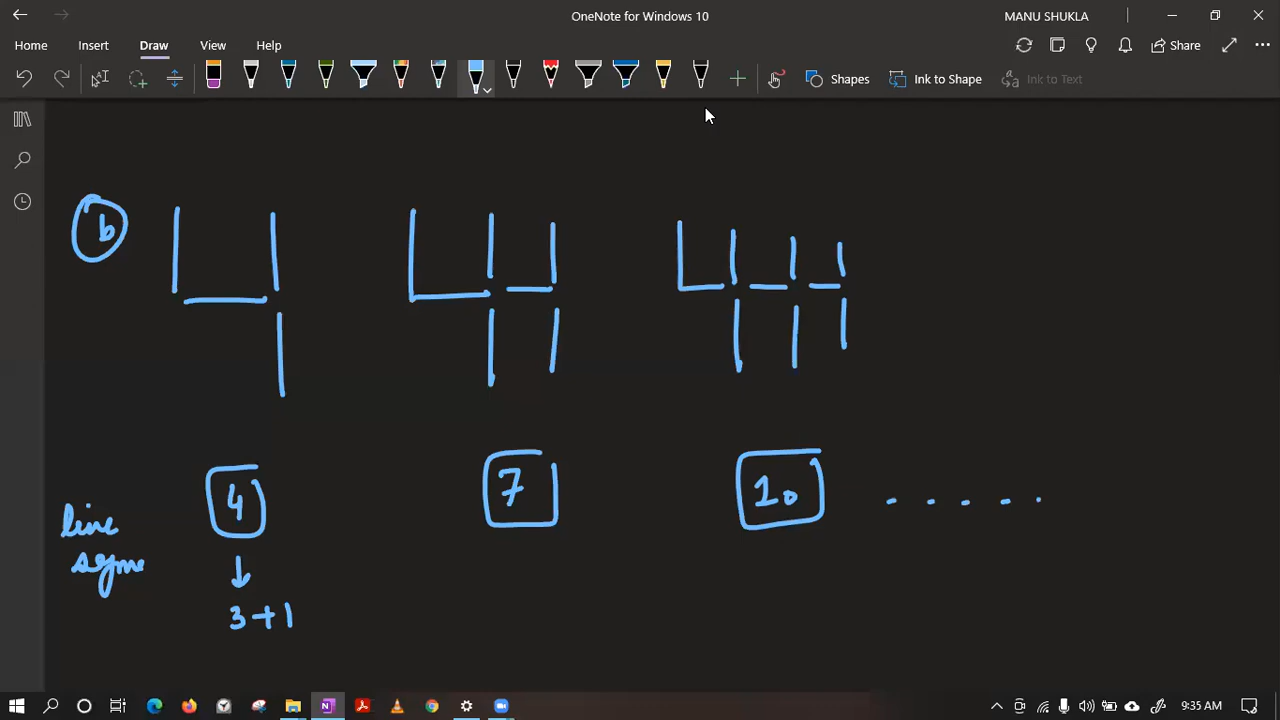 OneNote for Windows 10
MANU SHUKLA
Home Insert Draw View Help
Share
Shapes
Ink to Shape
Ink to Text
b
4 7 10 . . . . .
line
syme
↓
3+1
9:35 AM